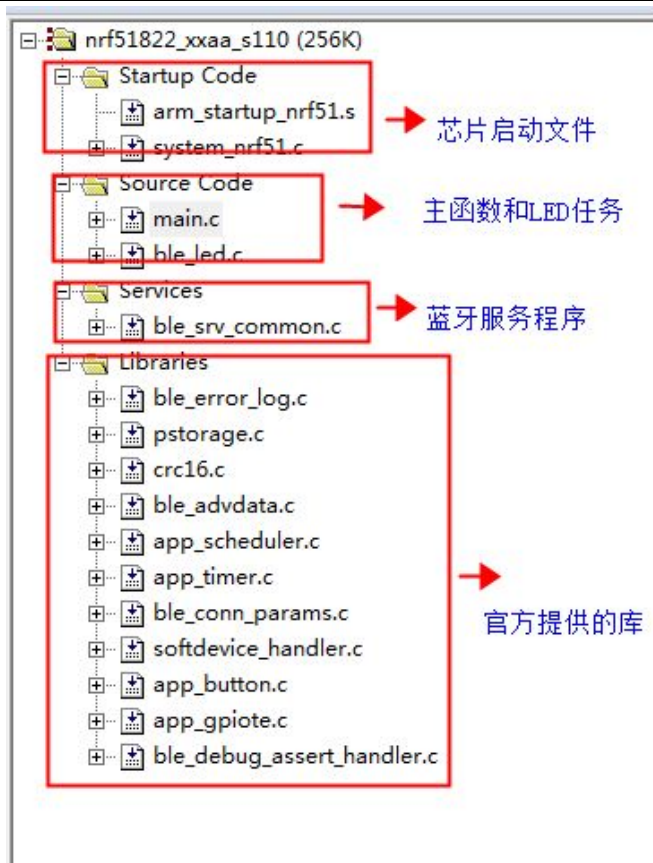 nrf51822_xxaa_s110 (256K)
Startup Code
arm_startup_nrf51.s
芯片启动文件
system_nrf51.c
Source Code
main.c
主函数和LED任务
ble_led.c
Services
蓝牙服务程序
ble_srv_common.c
Libraries
ble_error_log.c
pstorage.c
crc16.c
ble_advdata.c
app_scheduler.c
app_timer.c
ble_conn_params.c
官方提供的库
softdevice_handler.c
app_button.c
app_gpiote.c
ble_debug_assert_handler.c